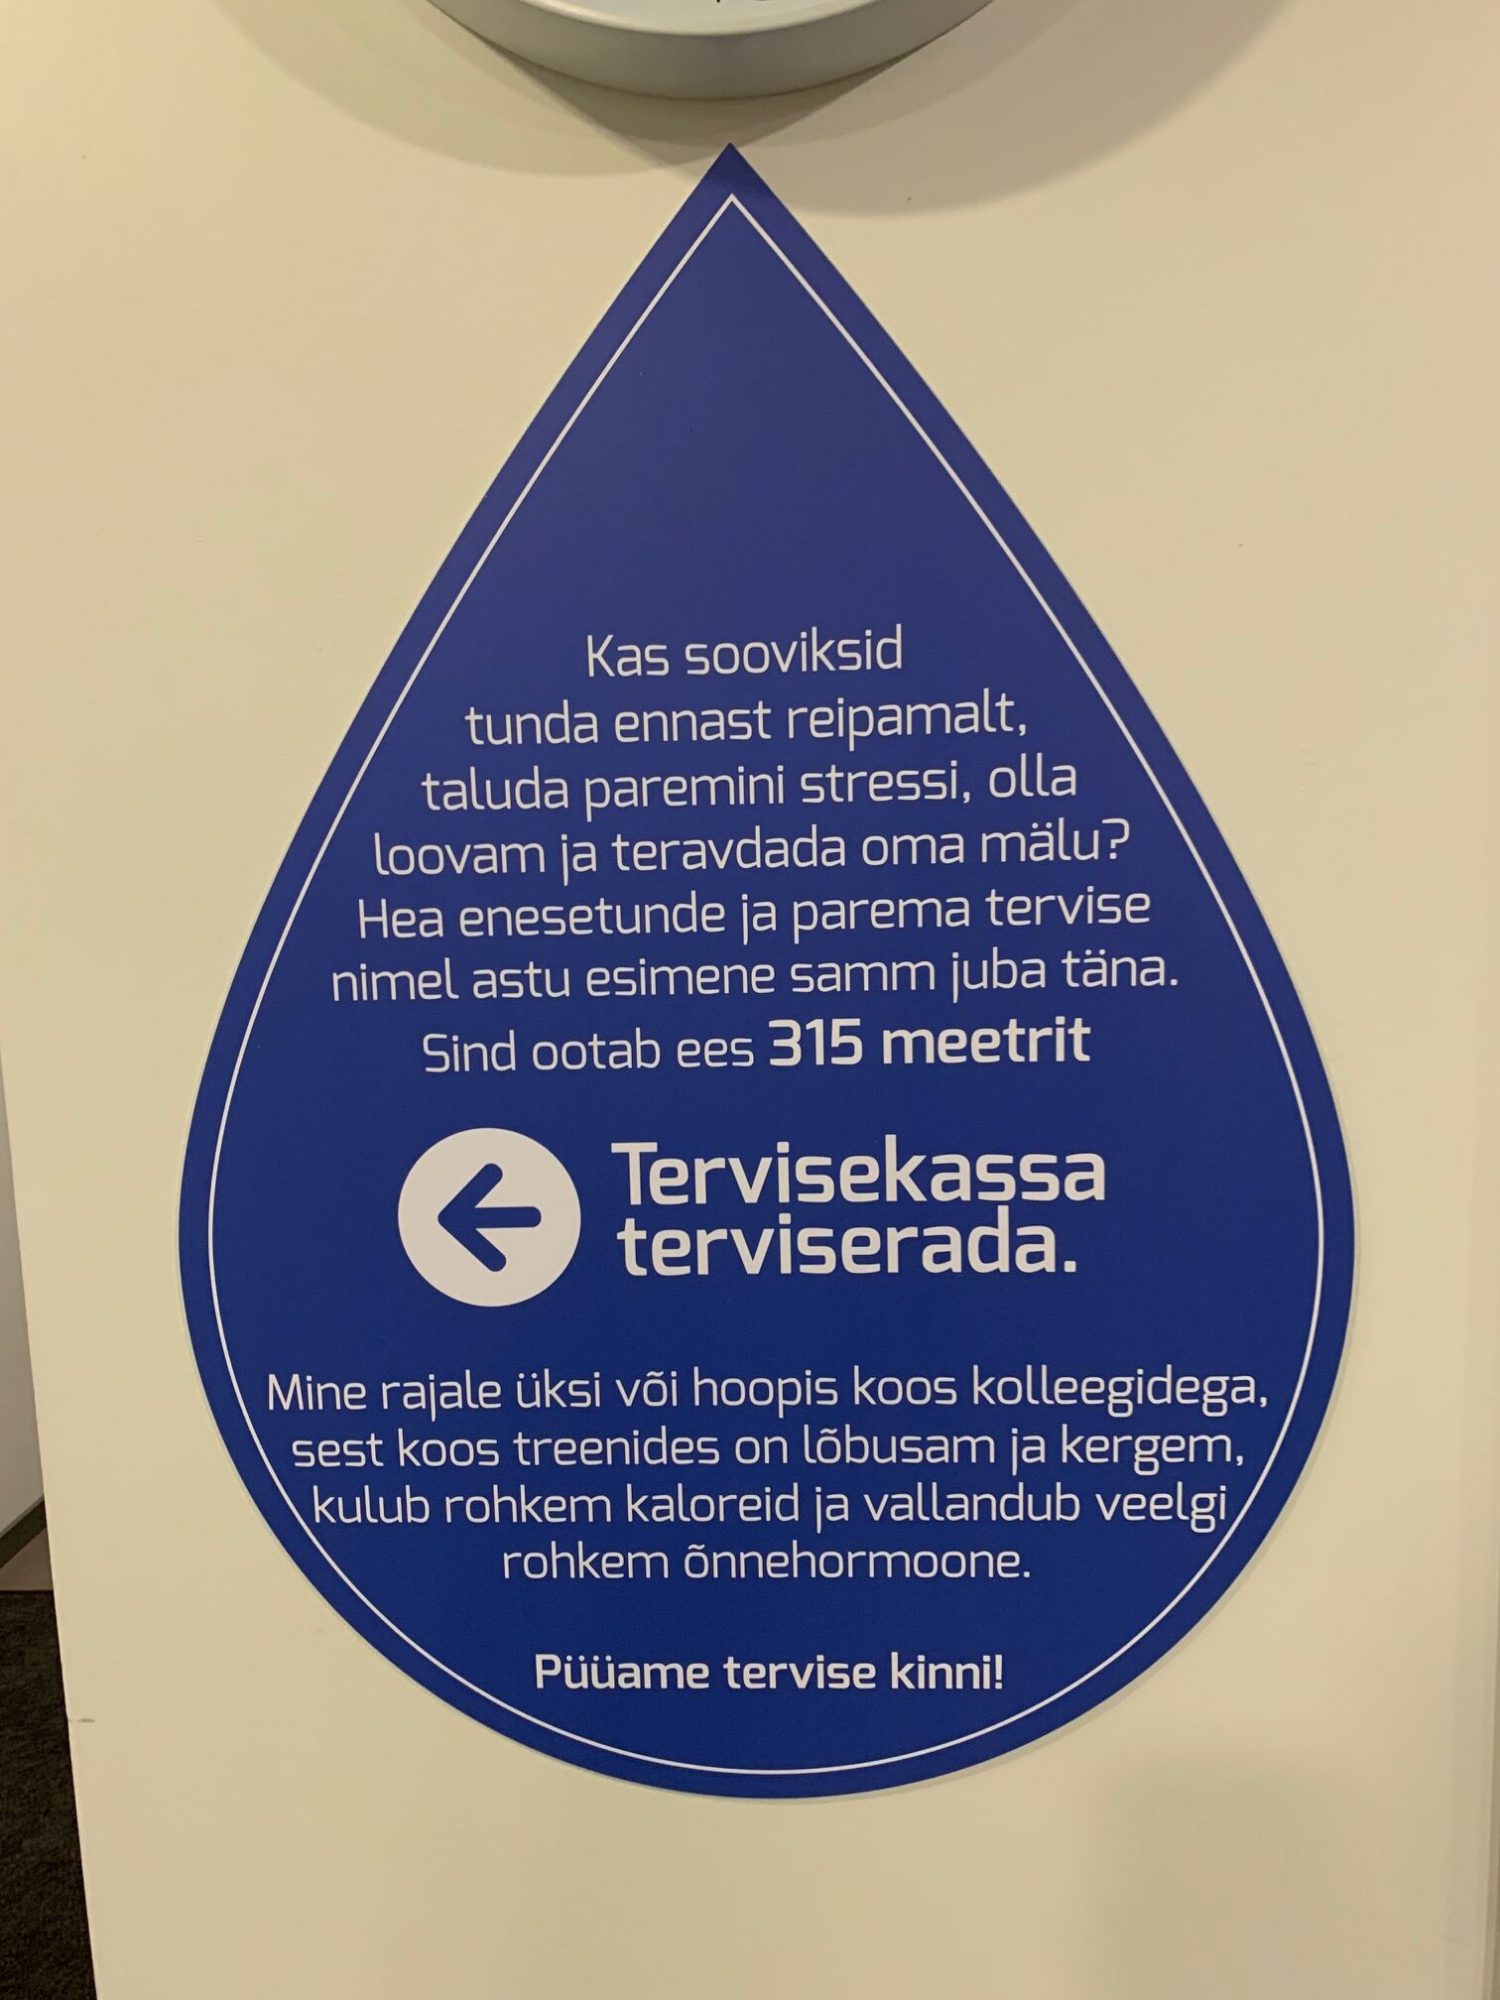 Kas sooviksid
tunda ennast reipamalt,
taluda paremini stressi, olla
loovam ja teravdada oma mälu?
Hea enesetunde ja parema tervise
nimel astu esimene samm juba täna.
Sind ootab ees 315 meetrit
Tervisekassa
terviserada.
Mine rajale üksi või hoopis koos kolleegidega,
sest koos treenides on lõbusam ja kergem,
kulub rohkem kaloreid ja vallandub veelgi
rohkem õnnehormoone.
Püüame tervise kinni!